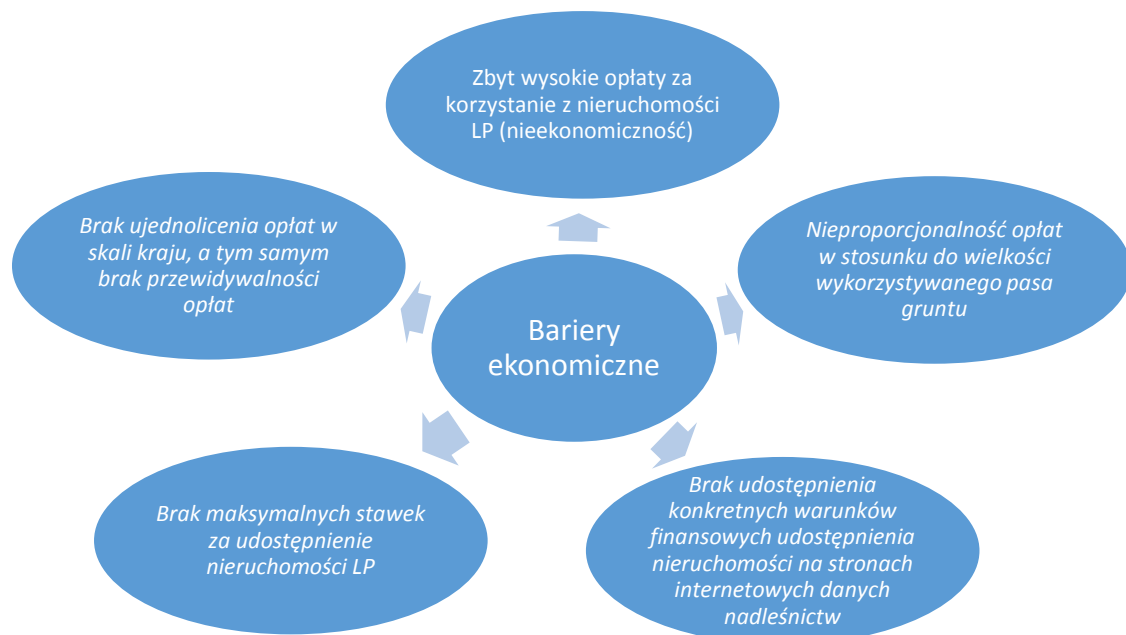 Zbyt wysokie opłaty za
korzystanie z nieruchomości
LP (nieekonomiczność)
Brak ujednolicenia opłat w
skali kraju, a tym samym
brak przewidywalności
opłat
Nieproporcjonalność opłat
w stosunku do wielkości
wykorzystywanego pasa
gruntu
Bariery
ekonomiczne
Brak maksymalnych stawek
za udostępnienie
nieruchomości LP
Brak udostępnienia
konkretnych warunków
finansowych udostępnienia
nieruchomości na stronach
internetowych danych
nadleśnictw